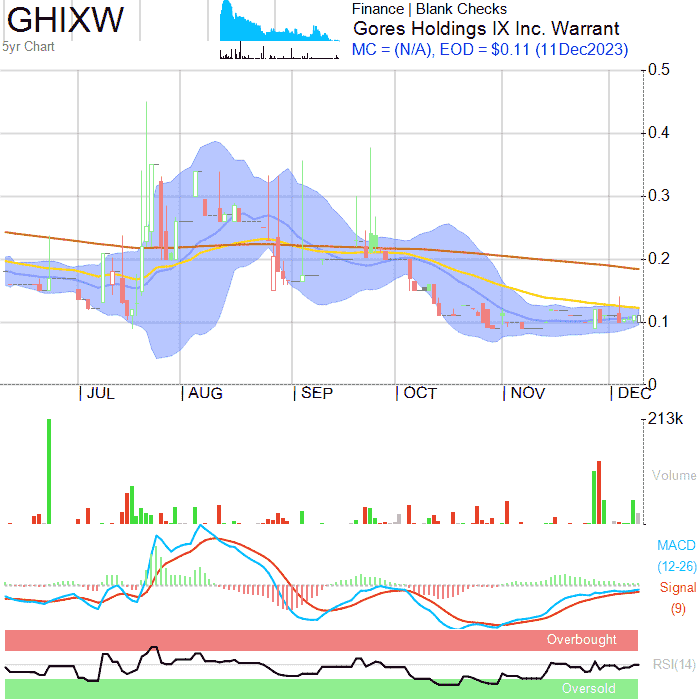 GHIXW
5yr Chart
Finance | Blank Checks
Gores Holdings IX Inc. Warrant
MC = (N/A), EOD = $0.11 (11Dec2023)
0.5
0.4
0.3
0.2
0.1
0
JUL
AUG
SEP
OCT
NOV
DEC
213k
Volume
MACD
(12-26)
Signal
(9)
Overbought
RSI(14)
Oversold